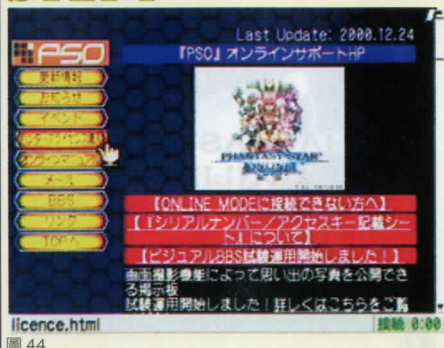 Last Update: 2000.12.24
PSO
『PSO』オンラインサポートHP
更新情報
お知らせ
イベント
オンラインマニュアル
メール
BBS
リンク
TOPへ
PHANTASY STAR
ONLINE
【ONLINE MODEに接続できない方へ】
【『シリアルナンバー/アクセスキー記載シー
ト』について】
【ビジュアルBBS試験運用開始しました!】
画面撮影機能によって思い出の写真を公開でき
る掲示板
試験運用開始しました!詳しくはこちらをご覧
licence.html
接続 0:00
圖 44